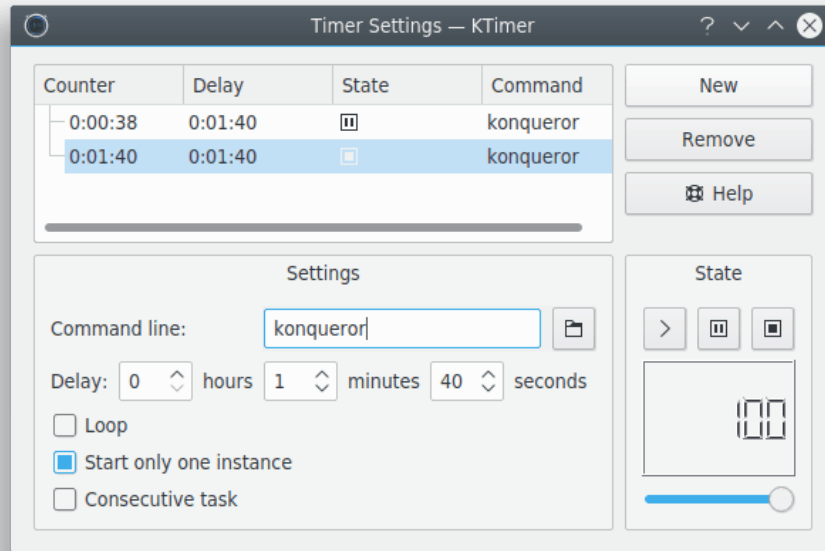 Timer Settings — KTimer
Counter Delay State Command
0:00:38 0:01:40 konqueror
0:01:40 0:01:40 konqueror
New
Remove
Help
Settings
Command line: konqueror
Delay: 0 hours 1 minutes 40 seconds
Loop
Start only one instance
Consecutive task
State
100